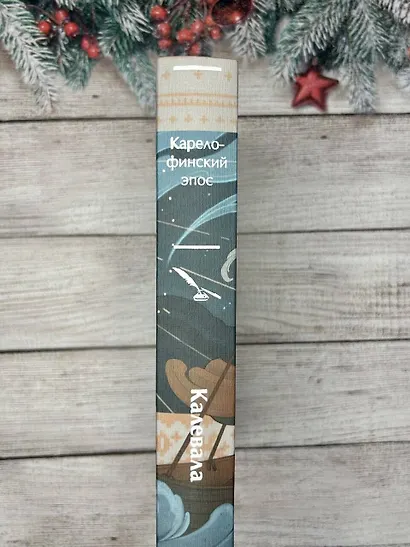 Карело-
финский
эпос
Калевала